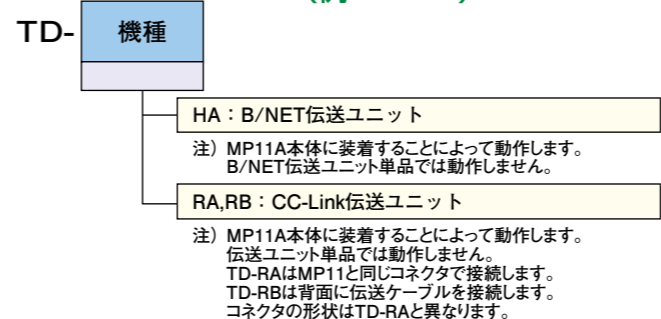 TD- 機種
HA：B/NET伝送ユニット
注）MP11A本体に装着することによって動作します。
B/NET伝送ユニット単品では動作しません。
RA,RB：CC-Link伝送ユニット
注）MP11A本体に装着することによって動作します。
伝送ユニット単品では動作しません。
TD-RAはMP11と同じコネクタで接続します。
TD-RBは背面に伝送ケーブルを接続します。
コネクタの形状はTD-RAと異なります。